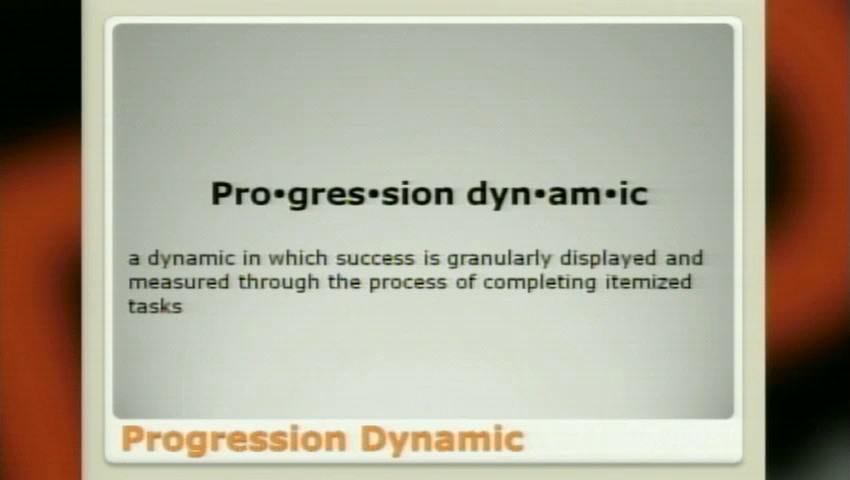 Pro•gres•sion dyn•am•ic
a dynamic in which success is granularly displayed and
measured through the process of completing itemized
tasks
Progression Dynamic